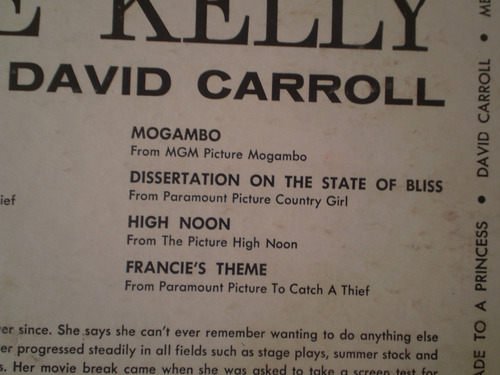 KELLY
DAVID CARROLL
MOGAMBO
From MGM Picture Mogambo
DISSERTATION ON THE STATE OF BLISS
From Paramount Picture Country Girl
HIGH NOON
From The Picture High Noon
FRANCIE'S THEME
From Paramount Picture To Catch A Thief
ief
er since. She says she can't ever remember wanting to do anything else
er progressed steadily in all fields such as stage plays, summer stock and
s. Her movie break came when she was asked to take a screen test for
ADE TO A PRINCESS • DAVID CARROLL • ME